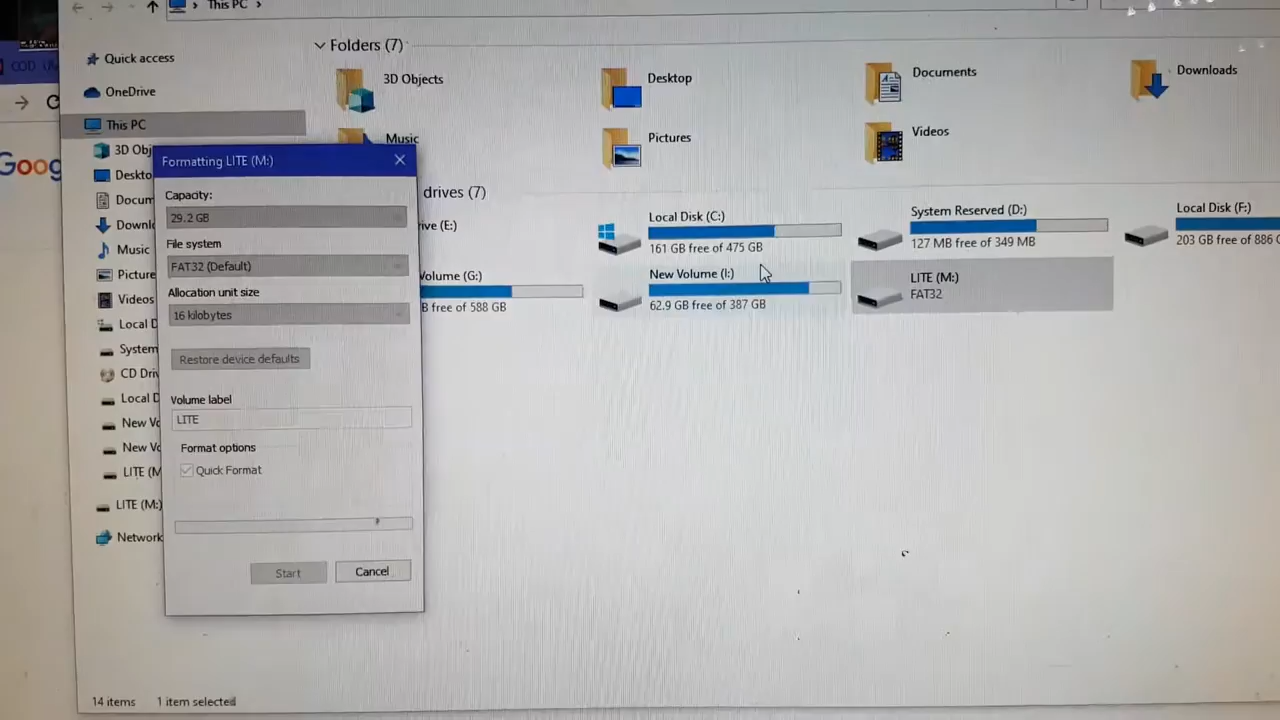 This PC
Quick access
OneDrive
This PC
3D Obj
Deskto
Docum
Downlo
Music
Picture
Videos
Local D
System
CD Driv
Local D
New Vo
New Vo
LITE (M
LITE (M:)
Network
Goog
Folders (7)
3D Objects
Desktop
Documents
Downloads
Music
Pictures
Videos
drives (7)
ive (E:)
Local Disk (C:)
161 GB free of 475 GB
System Reserved (D:)
127 MB free of 349 MB
Local Disk (F:)
203 GB free of 886 G
Volume (G:)
B free of 588 GB
New Volume (I:)
62.9 GB free of 387 GB
LITE (M:)
FAT32
Formatting LITE (M:)
Capacity:
29.2 GB
File system
FAT32 (Default)
Allocation unit size
16 kilobytes
Restore device defaults
Volume label
LITE
Format options
Quick Format
Start
Cancel
14 items
1 item selected